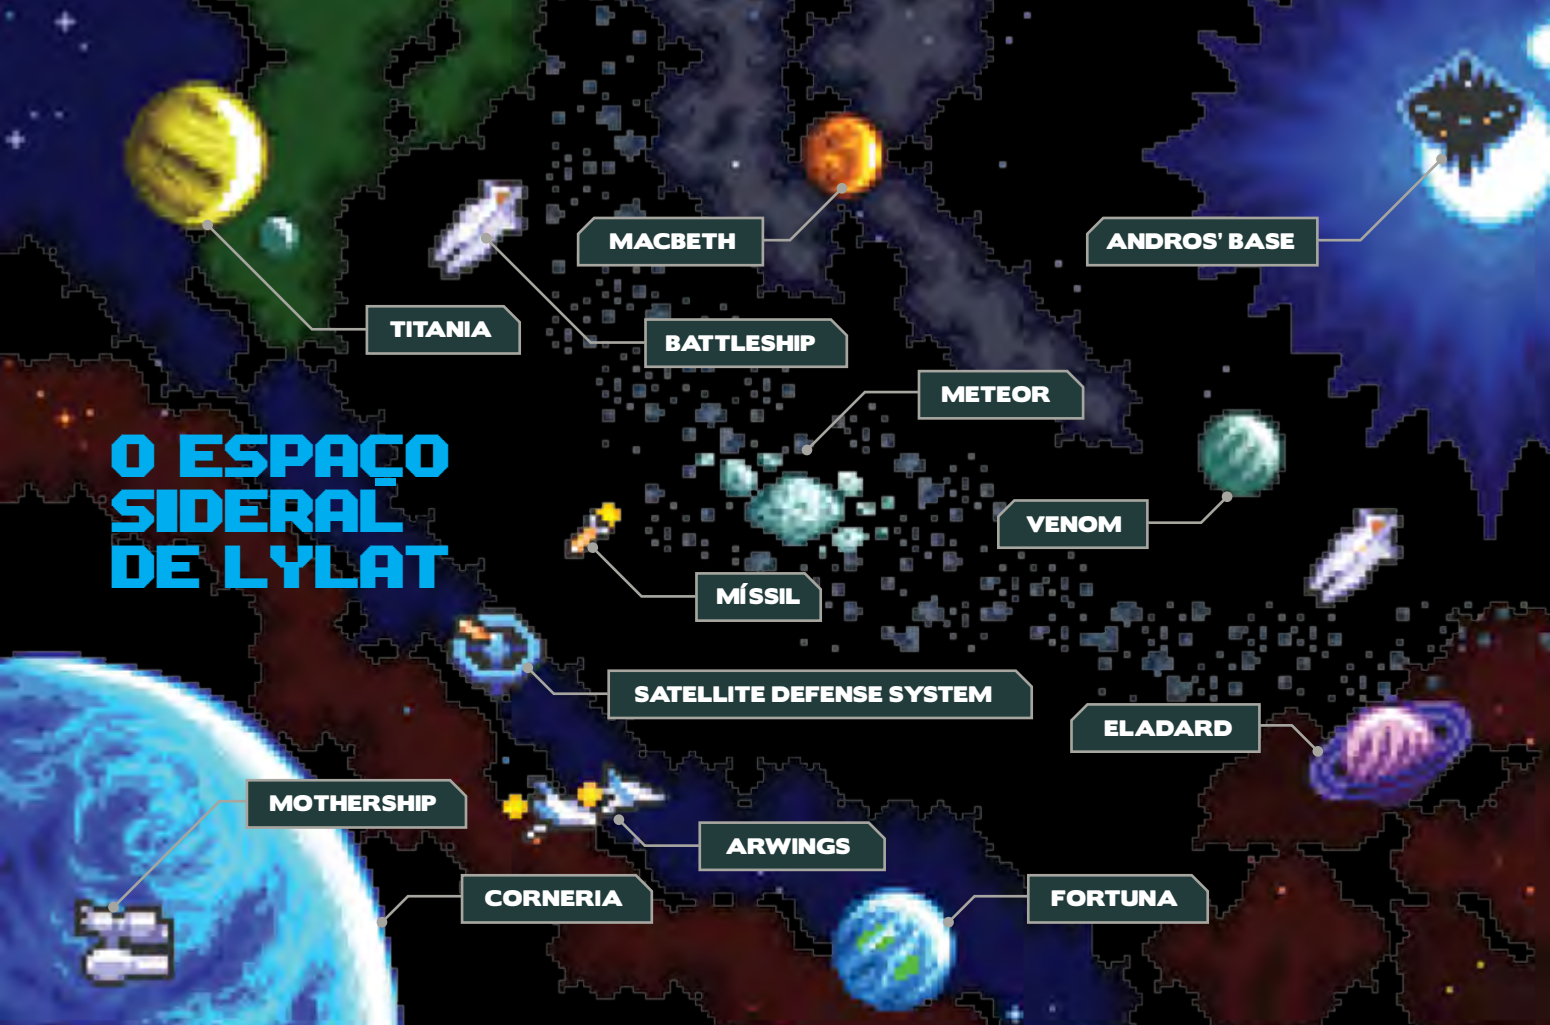 MACBETH
ANDROS' BASE
TITANIA
BATTLESHIP
METEOR
O ESPAÇO
SIDERAL
DE LYLAT
VENOM
MÍSSIL
SATELLITE DEFENSE SYSTEM
ELADARD
MOTHERSHIP
ARWINGS
CORNERIA
FORTUNA